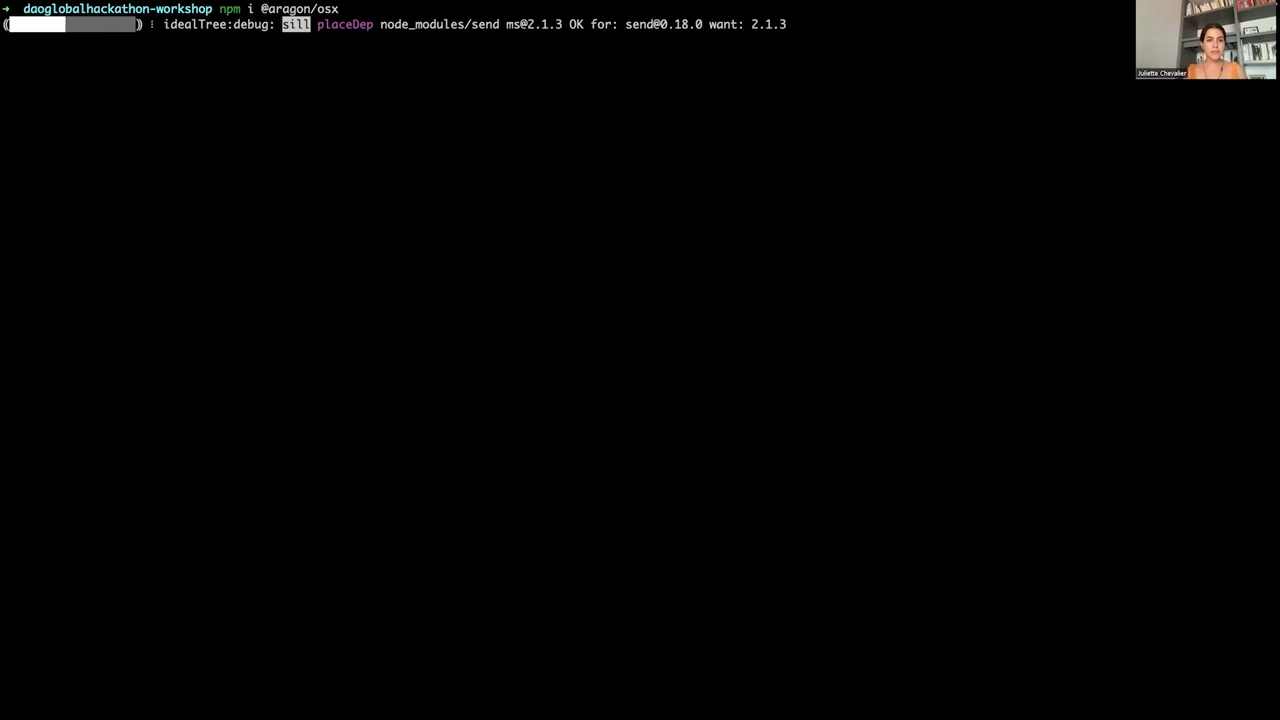 ➜  daoglobalhackathon-workshop npm i @aragon/osx
(██████████████████) ⠸ idealTree:debug: sill placeDep node_modules/send ms@2.1.3 OK for: send@0.18.0 want: 2.1.3
Juliette Chevalier